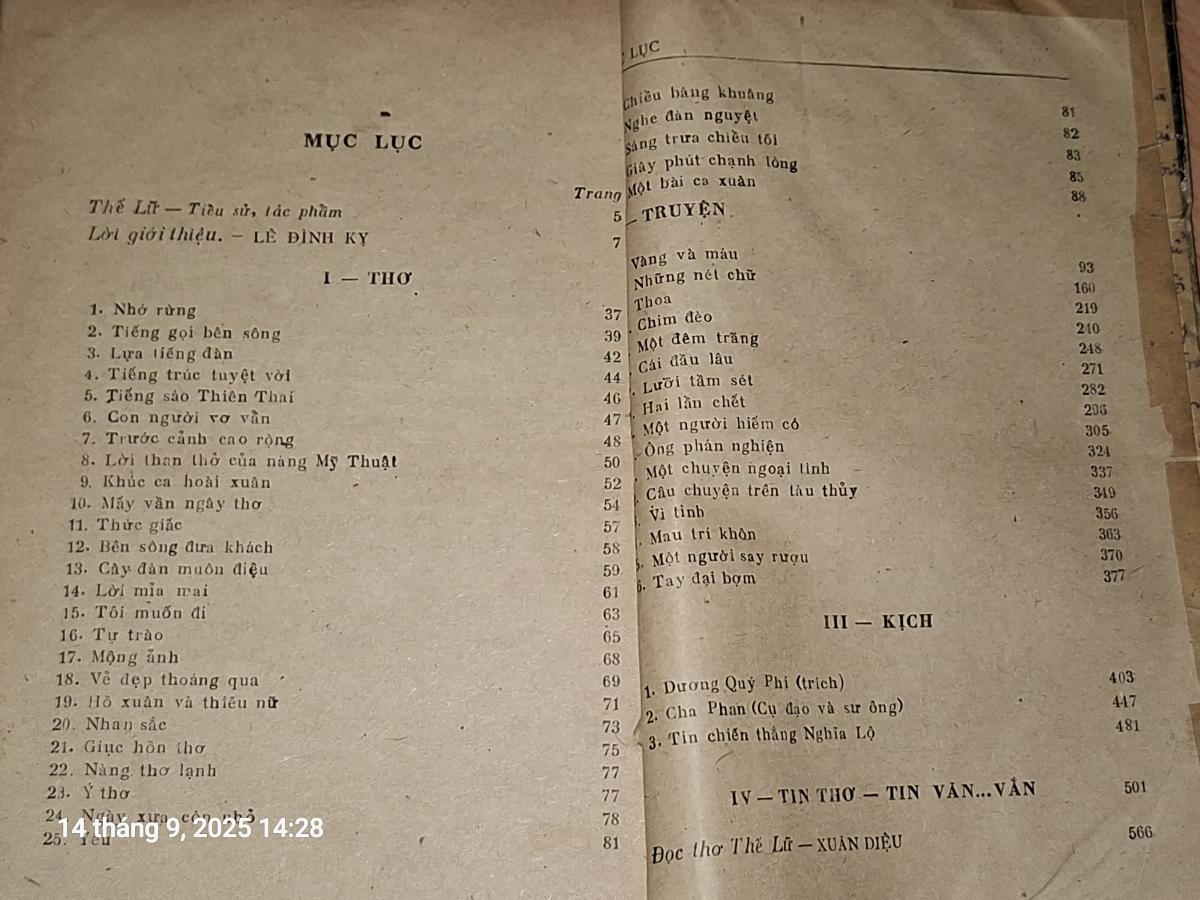 MỤC LỤC
Trang
Thế Lữ — Tiểu sử, tác phẩm 5
Lời giới thiệu. — LÊ ĐÌNH KỴ 7
I — THƠ
1. Nhớ rừng 37
2. Tiếng gọi bên sông 39
3. Lựa tiếng đàn 42
4. Tiếng trúc tuyệt vời 44
5. Tiếng sáo Thiên Thai 46
6. Con người vơ vẩn 47
7. Trước cảnh cao rộng 48
8. Lời than thở của nàng Mỹ Thuật 50
9. Khúc ca hoài xuân 52
10. Mấy vần ngây thơ 54
11. Thức giấc 57
12. Bên sông đưa khách 58
13. Cây đàn muôn điệu 59
14. Lời mỉa mai 61
15. Tôi muốn đi 63
16. Tự trào 65
17. Mộng ảnh 68
18. Vẻ đẹp thoáng qua 69
19. Hồ xuân và thiếu nữ 71
20. Nhan sắc 73
21. Giục hồn thơ 75
22. Nàng thơ lạnh 77
23. Ý thơ 77
24. Ngày xưa còn nhỏ 78
25. Yêu 81
14 tháng 9, 2025 14:28
LỤC
Chiều bâng khuâng 81
Nghe đàn nguyệt 82
Sáng trưa chiều tối 83
Giây phút chạnh lòng 85
Một bài ca xuân 88
— TRUYỆN
Vàng và máu 93
Những nét chữ 160
Thoa 219
Chim đèo 240
Một đêm trăng 248
Cái đầu lâu 271
Lưỡi tầm sét 282
Hai lần chết 296
Một người hiếm có 305
Ông phán nghiện 324
Một chuyện ngoại tình 337
Câu chuyện trên tàu thủy 349
Vì tình 356
Mau trí khôn 363
Một người say rượu 370
6. Tay đại bợm 377
III — KỊCH
1. Dương Quý Phi (trích) 403
2. Cha Phan (Cụ đạo và sư ông) 447
3. Tin chiến thắng Nghĩa Lộ 481
IV — TIN THƠ — TIN VĂN...VẮN 501
Đọc thơ Thế Lữ — XUÂN DIỆU 566